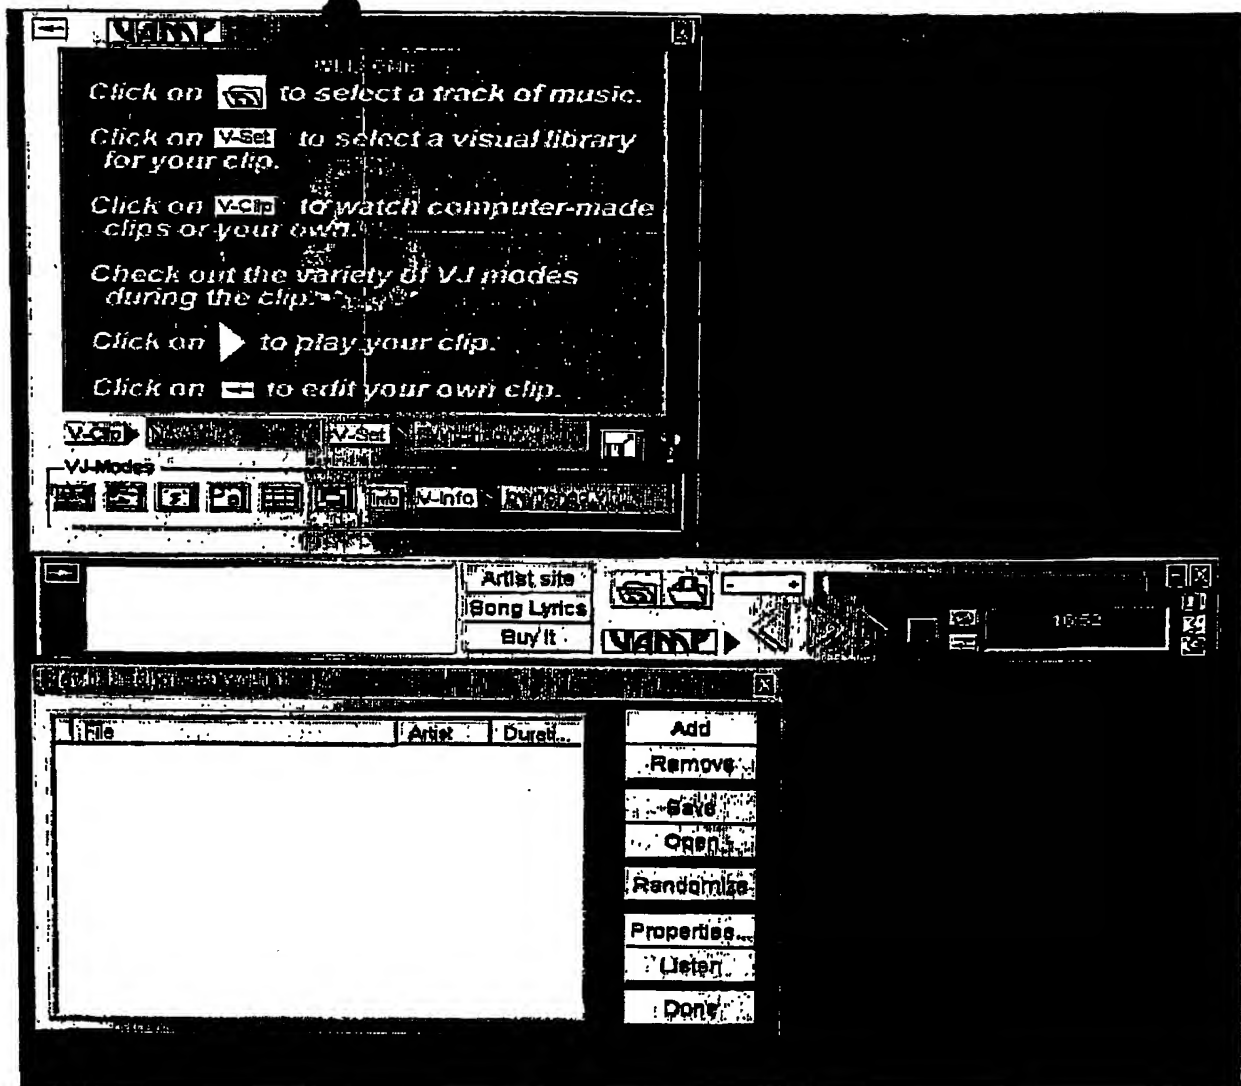 VAMP
WELCOME
Click on to select a track of music.
Click on V-Set to select a visual library
for your clip.
Click on V-Clip to watch computer-made
clips or your own.
Check out the variety of VJ modes
during the clip.
Click on to play your clip.
Click on to edit your own clip.
V-Clip V-Set ?
VJ-Modes
Info V-Info
Artist site
Song Lyrics
Buy It
- +
VAMP
16:52
File Artist Durati...
Add
Remove
Save
Open
Randomize
Properties...
Listen
Done